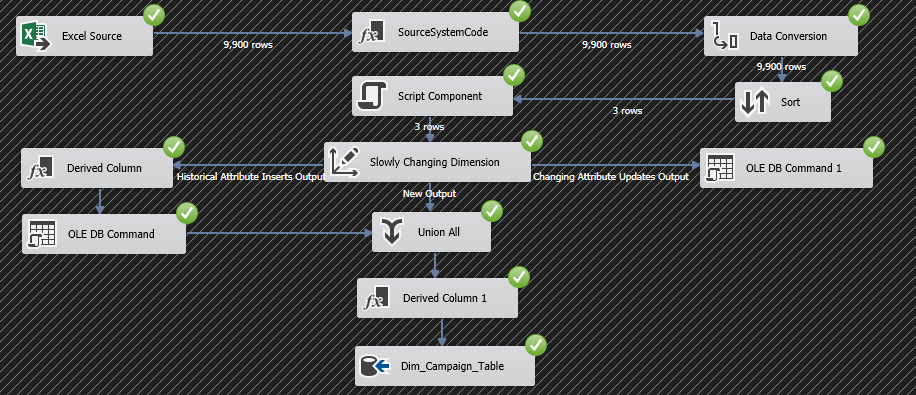 Excel Source
9,900 rows
SourceSystemCode
9,900 rows
Data Conversion
9,900 rows
Sort
3 rows
Script Component
3 rows
Slowly Changing Dimension
Historical Attribute Inserts Output
New Output
Changing Attribute Updates Output
Derived Column
OLE DB Command 1
OLE DB Command
Union All
Derived Column 1
Dim_Campaign_Table